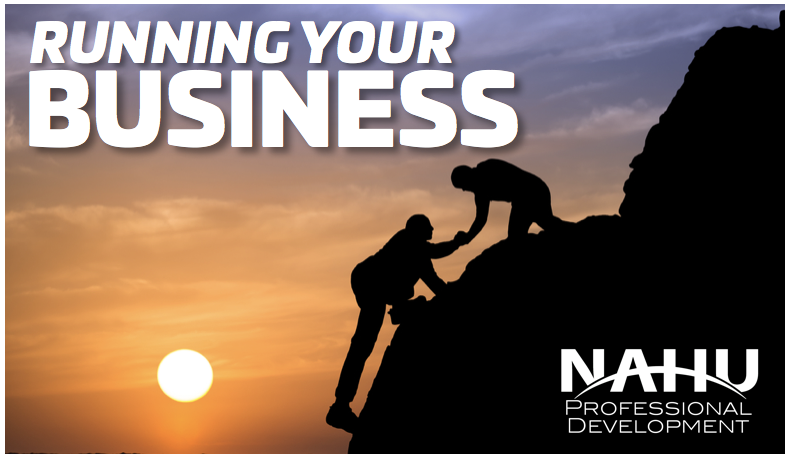 RUNNING YOUR
BUSINESS
NAHU
PROFESSIONAL
DEVELOPMENT